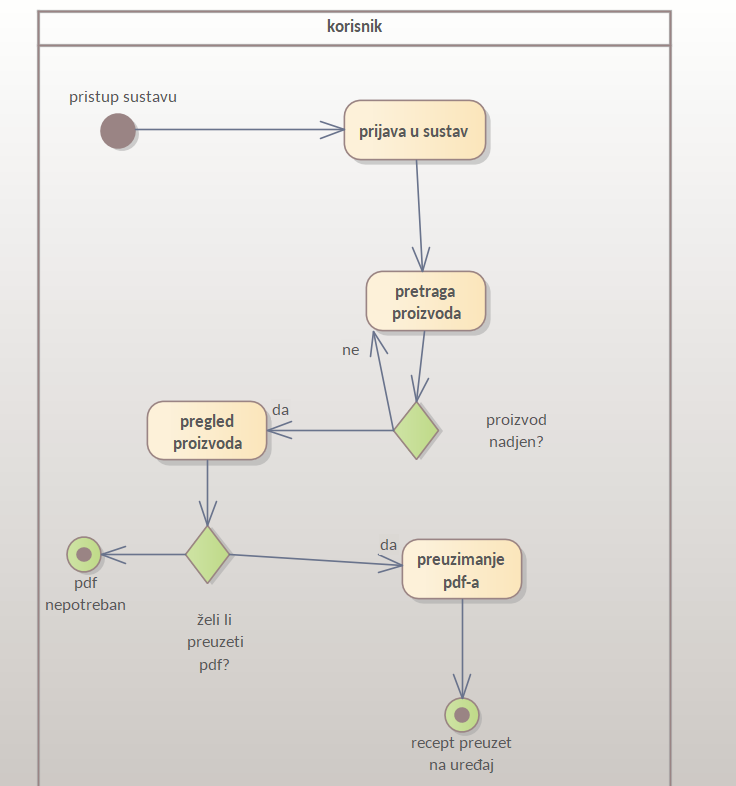 korisnik
pristup sustavu
prijava u sustav
pretraga
proizvoda
ne
da
pregled
proizvoda
proizvod
nadjen?
da
preuzimanje
pdf-a
pdf
nepotreban
želi li
preuzeti
pdf?
recept preuzet
na uređaj